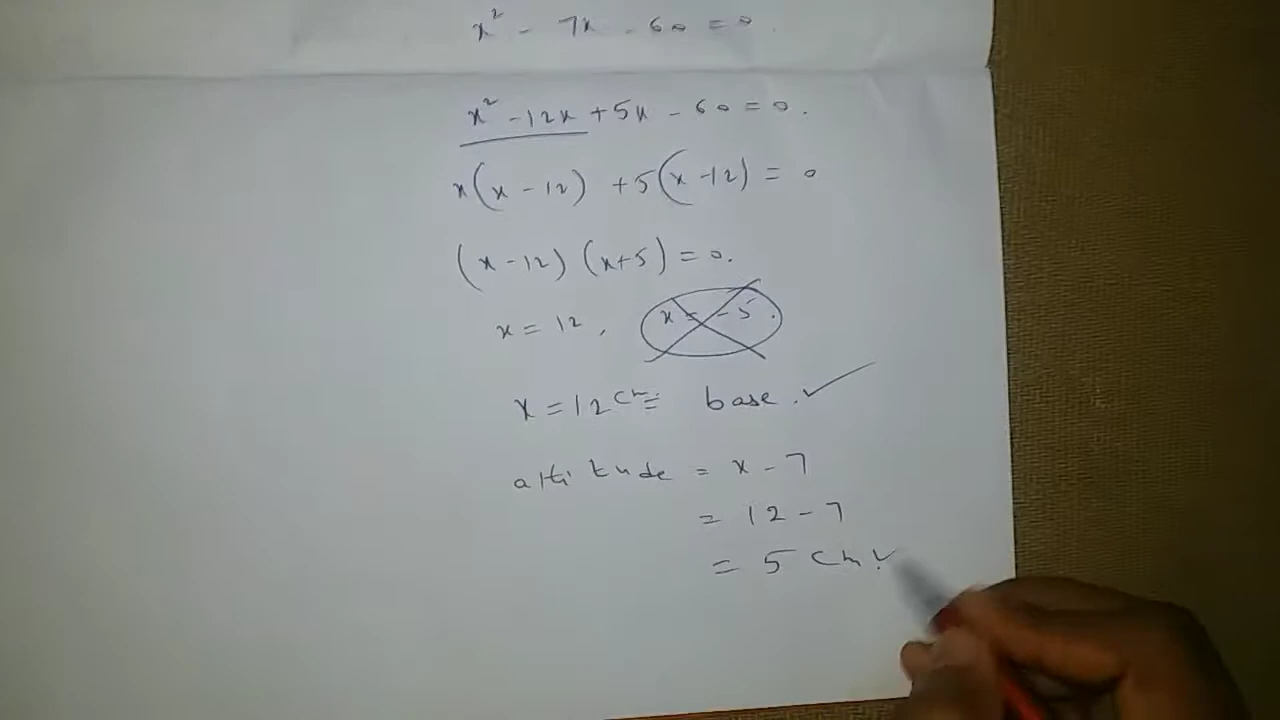 x² - 7x - 60 = 0.
x² - 12x + 5x - 60 = 0.
x(x - 12) + 5(x - 12) = 0
(x - 12) (x + 5) = 0.
x = 12, x = -5.
x = 12 cm = base.
altitude = x - 7
= 12 - 7
= 5 cm.